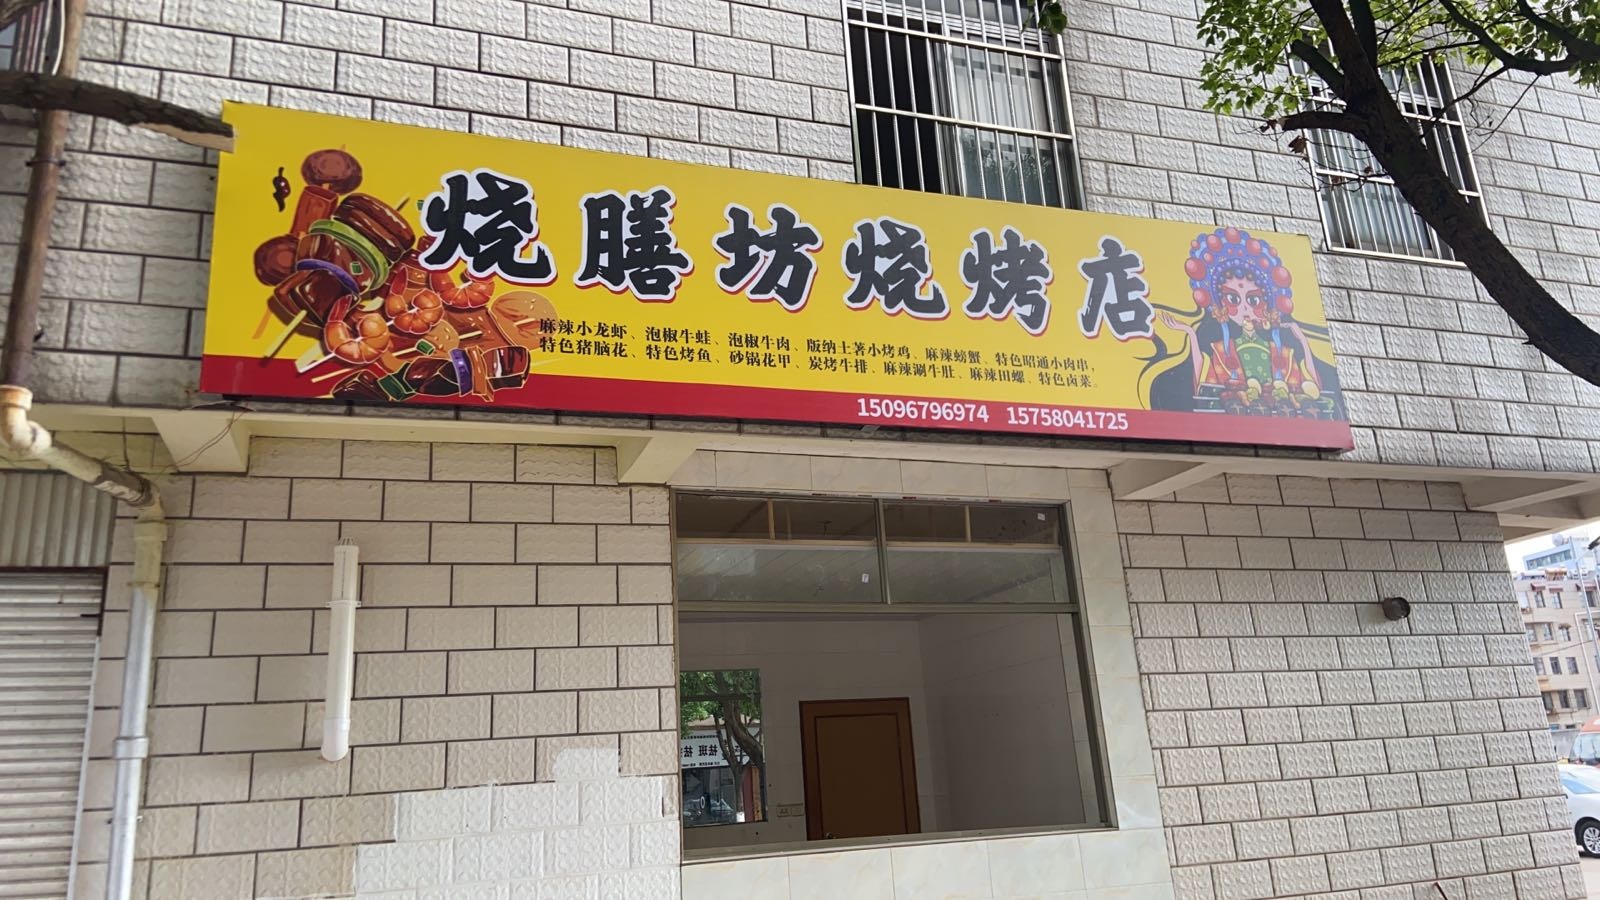 烧膳坊烧烤店
麻辣小龙虾、泡椒牛蛙、泡椒牛肉、版纳土著小烤鸡、麻辣螃蟹、特色昭通小肉串，
特色猪脑花、特色烤鱼、砂锅花甲、炭烤牛排、麻辣涮牛肚、麻辣田螺、特色卤菜。
15096796974 15758041725
祛斑 祛